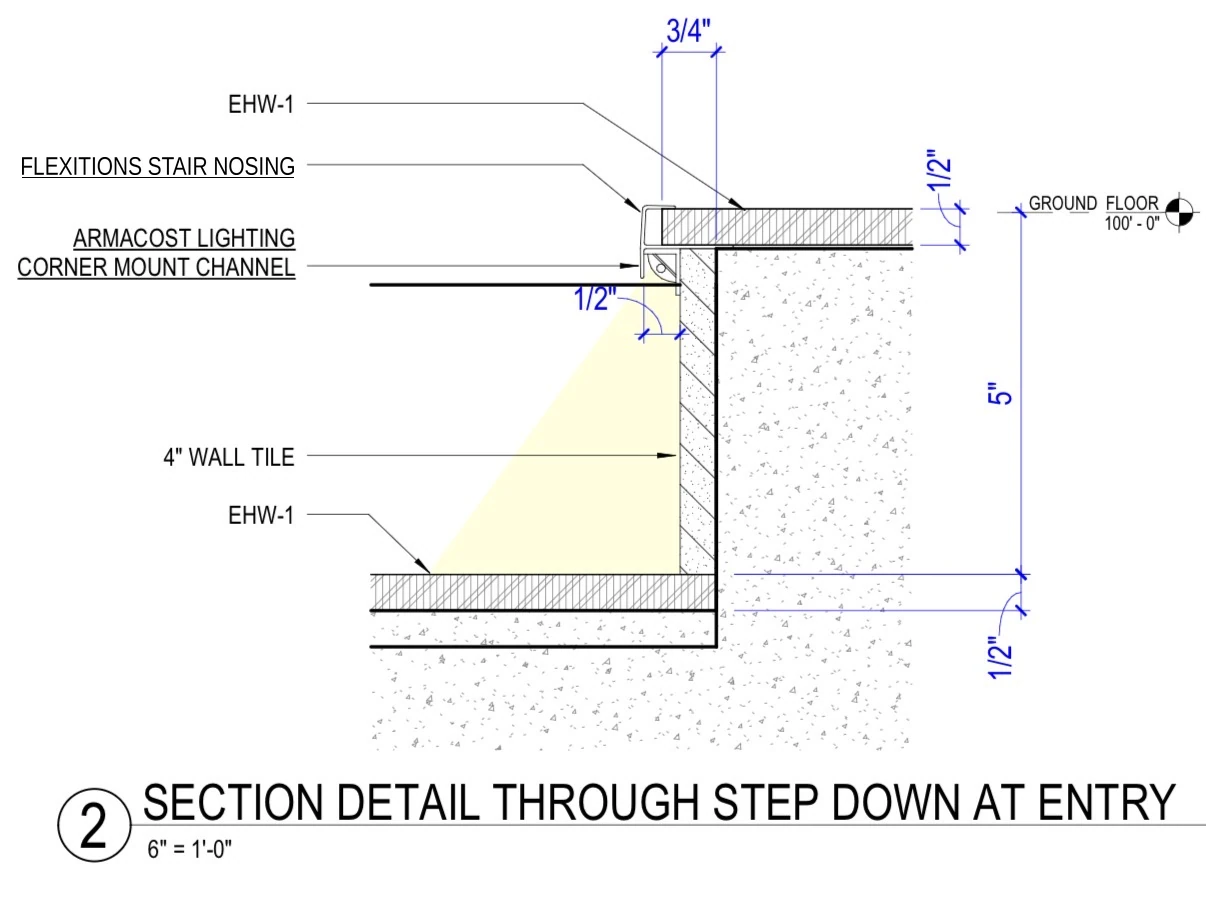 3/4"
EHW-1
FLEXITIONS STAIR NOSING
1/2"
GROUND FLOOR
100' - 0"
ARMACOST LIGHTING
CORNER MOUNT CHANNEL
1/2"
5"
4" WALL TILE
EHW-1
1/2"
2
SECTION DETAIL THROUGH STEP DOWN AT ENTRY
6" = 1'-0"